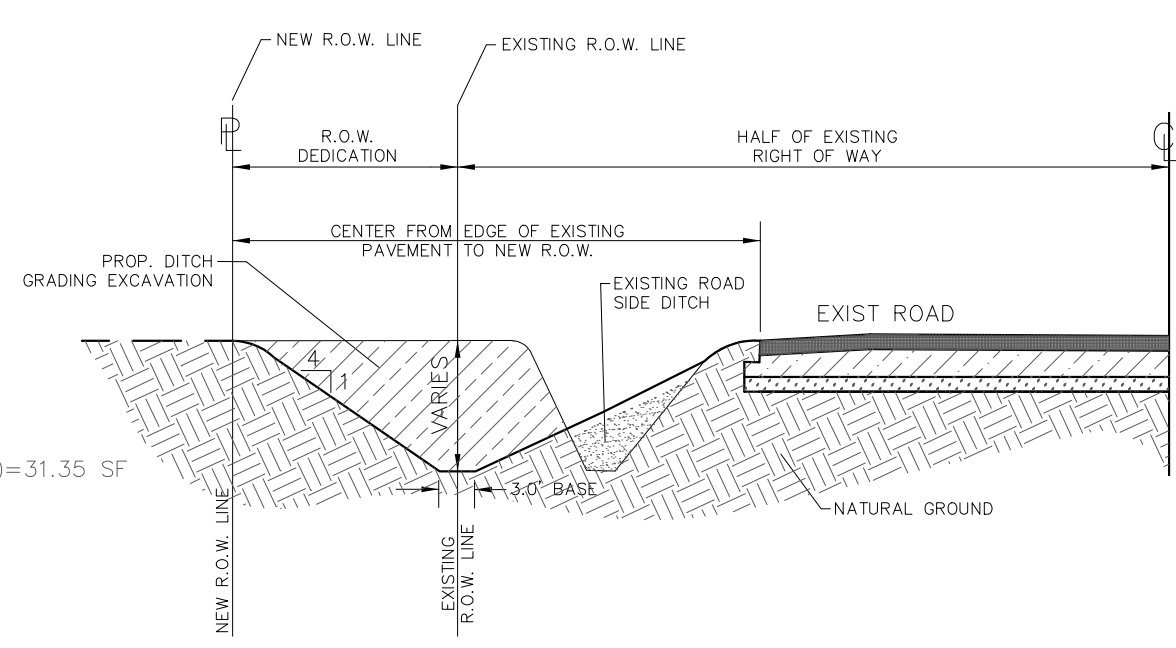 NEW R.O.W. LINE
EXISTING R.O.W. LINE
PL
R.O.W.
DEDICATION
HALF OF EXISTING
RIGHT OF WAY
CL
CENTER FROM EDGE OF EXISTING
PAVEMENT TO NEW R.O.W.
PROP. DITCH
GRADING EXCAVATION
EXISTING ROAD
SIDE DITCH
EXIST ROAD
4
1
VARIES
)=31.35 SF
3.0' BASE
NATURAL GROUND
NEW R.O.W. LINE
EXISTING
R.O.W. LINE